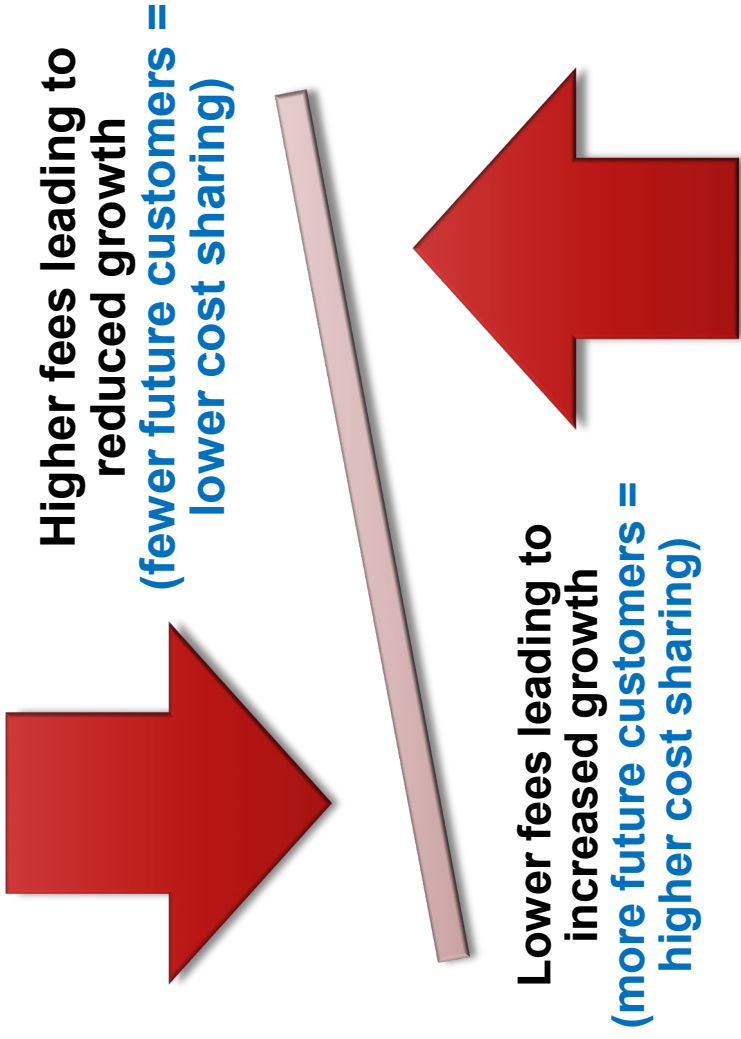 Higher fees leading to
reduced growth
(fewer future customers =
lower cost sharing)
Lower fees leading to
increased growth
(more future customers =
higher cost sharing)